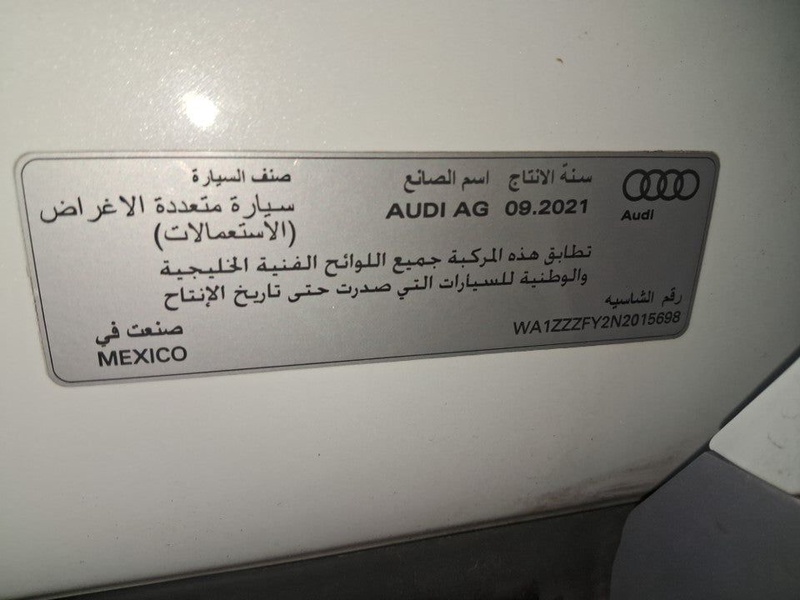 سنة الانتاج
اسم الصانع
صنف السيارة
Audi
09.2021
AUDI AG
سيارة متعددة الاغراض
(الاستعمالات)
تطابق هذه المركبة جميع اللوائح الفنية الخليجية
والوطنية للسيارات التي صدرت حتى تاريخ الإنتاج
رقم الشاسيه
WA1ZZZFY2N2015698
صنعت في
MEXICO